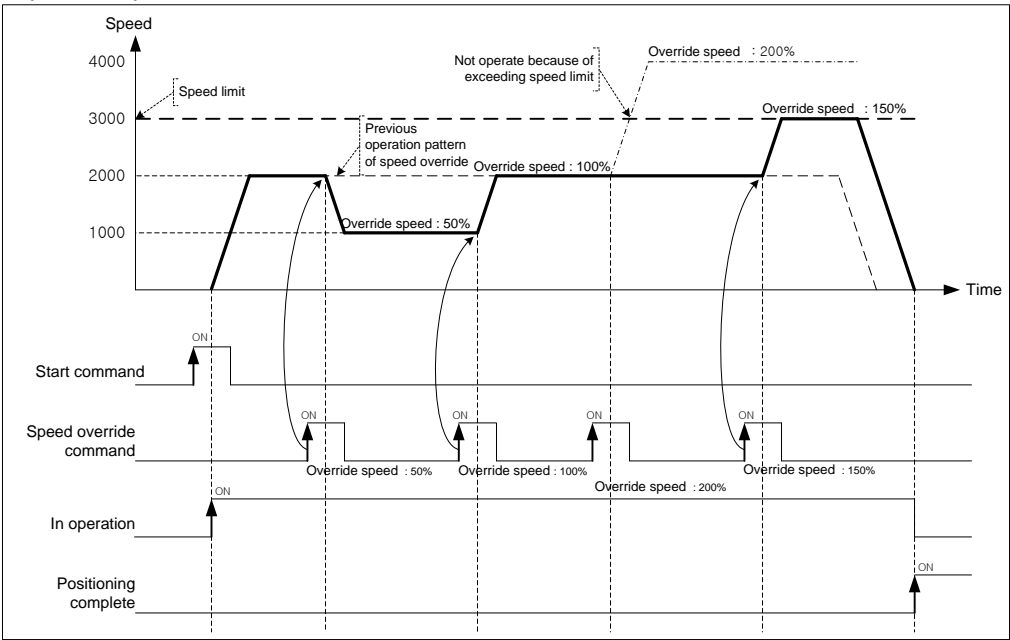 Speed
4000
Override speed : 200%
Not operate because of
exceeding speed limit
Speed limit
3000
Override speed : 150%
Previous
operation pattern
of speed override
Override speed : 100%
2000
Override speed : 50%
1000
Time
ON
Start command
ON
ON
ON
ON
Speed override
command
Override speed : 50%
Override speed : 100%
Override speed : 150%
Override speed : 200%
ON
In operation
ON
Positioning
complete